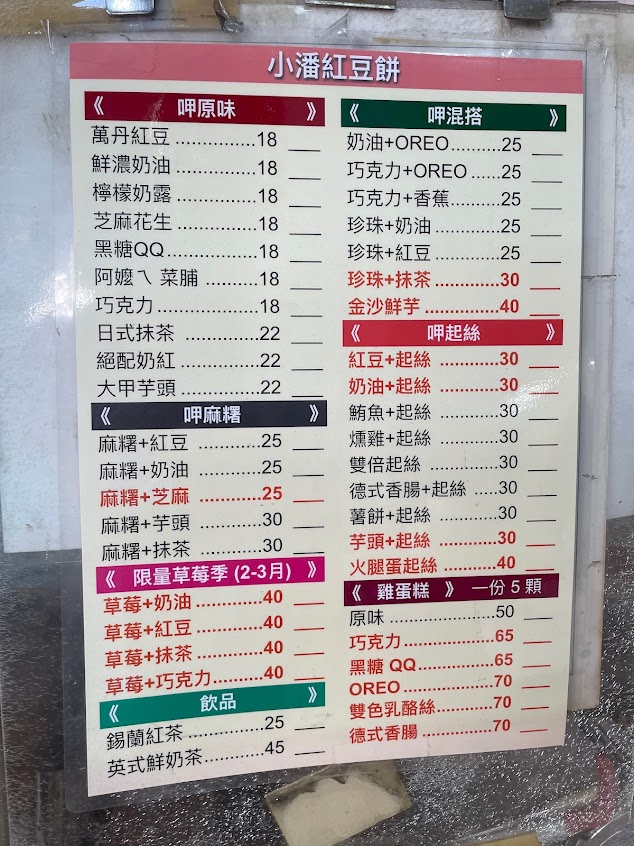 小潘紅豆餅
《 呷原味 》
萬丹紅豆 ................18
鮮濃奶油 ................18
檸檬奶露 ................18
芝麻花生 ................18
黑糖QQ.................18
阿嬤ㄟ 菜脯 ...........18
巧克力 ...................18
日式抹茶 ...............22
絕配奶紅 ...............22
大甲芋頭 ...............22
《 呷麻糬 》
麻糬+紅豆 ............25
麻糬+奶油 ............25
麻糬+芝麻 ............25
麻糬+芋頭 ............30
麻糬+抹茶 ............30
《 限量草莓季 (2-3月) 》
草莓+奶油 .............40
草莓+紅豆 .............40
草莓+抹茶 .............40
草莓+巧克力..........40
《 飲品 》
錫蘭紅茶...............25
英式鮮奶茶............45
《 呷混搭 》
奶油+OREO..........25
巧克力+OREO ......25
巧克力+香蕉..........25
珍珠+奶油 .............25
珍珠+紅豆 .............25
珍珠+抹茶 .............30
金沙鮮芋 ...............40
《 呷起絲 》
紅豆+起絲 .............30
奶油+起絲 .............30
鮪魚+起絲 .............30
燻雞+起絲 .............30
雙倍起絲 ...............30
德式香腸+起絲 .....30
薯餅+起絲 .............30
芋頭+起絲 .............30
火腿蛋起絲 ............40
《 雞蛋糕 》 一份 5 顆
原味 .....................50
巧克力...................65
黑糖 QQ................65
OREO ..................70
雙色乳酪絲............70
德式香腸 ...............70